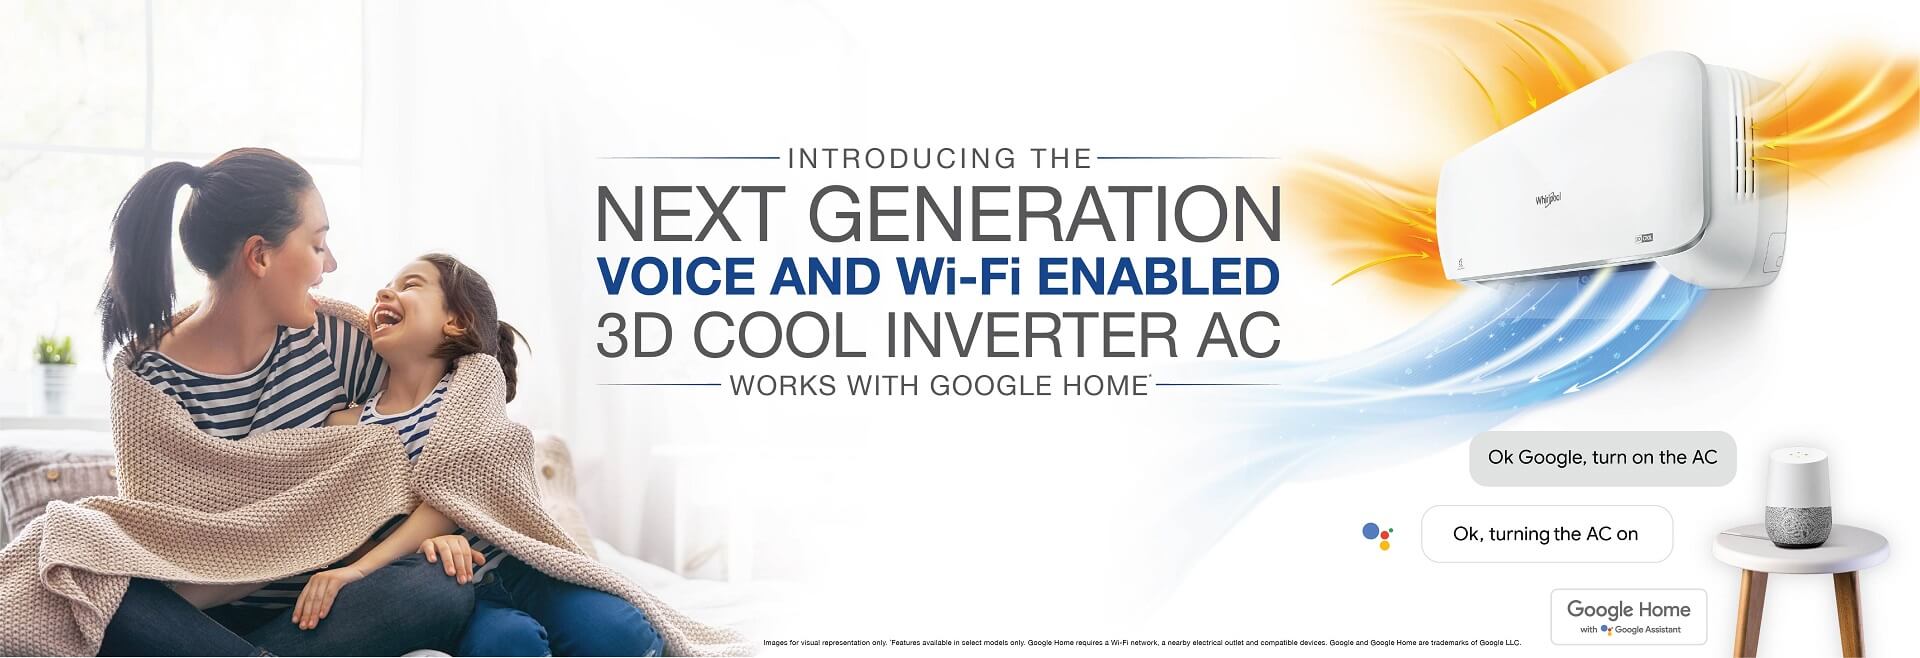 INTRODUCING THE
NEXT GENERATION
VOICE AND Wi-Fi ENABLED
3D COOL INVERTER AC
WORKS WITH GOOGLE HOME*
Whirlpool
3D COOL
Ok Google, turn on the AC
Ok, turning the AC on
Google Home
with Google Assistant
Images for visual representation only. *Features available in select models only. Google Home requires a Wi-Fi network, a nearby electrical outlet and compatible devices. Google and Google Home are trademarks of Google LLC.